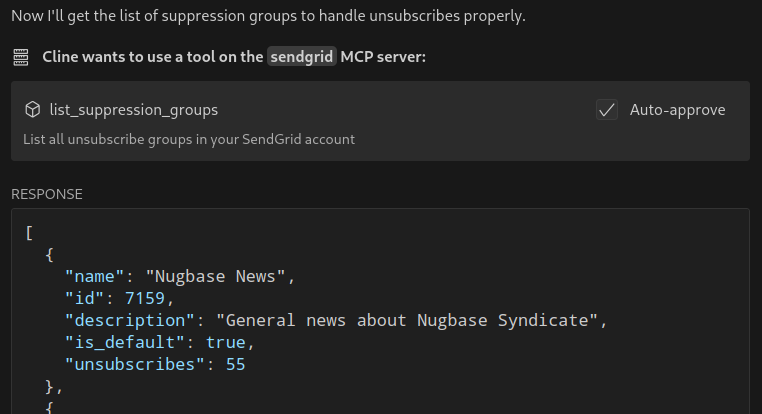 Now I'll get the list of suppression groups to handle unsubscribes properly.
Cline wants to use a tool on the sendgrid MCP server:
list_suppression_groups
Auto-approve
List all unsubscribe groups in your SendGrid account
RESPONSE
[
{
"name": "Nugbase News",
"id": 7159,
"description": "General news about Nugbase Syndicate",
"is_default": true,
"unsubscribes": 55
},
{